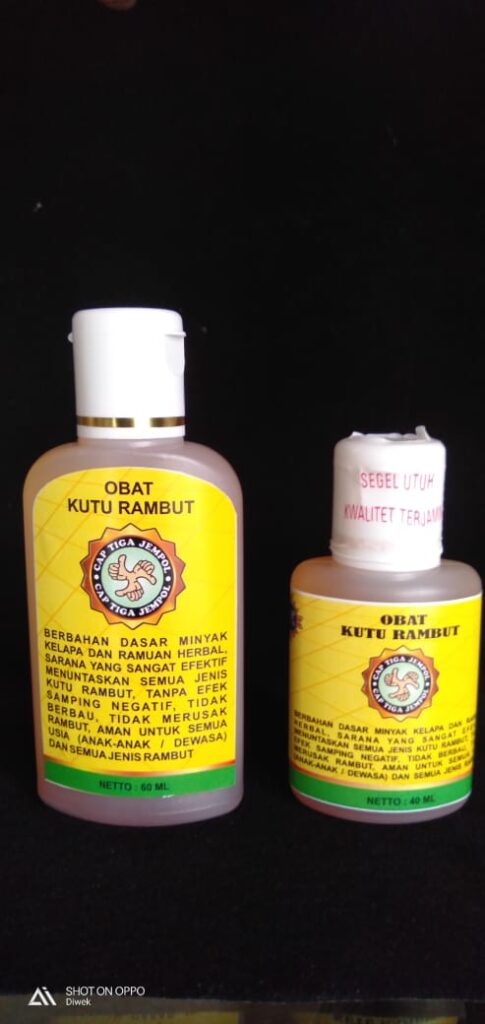 OBAT
KUTU RAMBUT
CAP TIGA JEMPOL
CAP TIGA JEMPOL
BERBAHAN DASAR MINYAK
KELAPA DAN RAMUAN HERBAL,
SARANA YANG SANGAT EFEKTIF
MENUNTASKAN SEMUA JENIS
KUTU RAMBUT, TANPA EFEK
SAMPING NEGATIF, TIDAK
BERBAU, TIDAK MERUSAK
RAMBUT, AMAN UNTUK SEMUA
USIA (ANAK-ANAK / DEWASA)
DAN SEMUA JENIS RAMBUT
NETTO : 60 ML
SEGEL UTUH
KWALITET TERJAMIN
OBAT
KUTU RAMBUT
CAP TIGA JEMPOL
CAP TIGA JEMPOL
BERBAHAN DASAR MINYAK KELAPA DAN
HERBAL, SARANA YANG SANGAT
MENUNTASKAN SEMUA JENIS KUTU RAMBUT,
EFEK SAMPING NEGATIF, TIDAK BERBAU,
MERUSAK RAMBUT, AMAN UNTUK
(ANAK-ANAK / DEWASA) DAN SEMUA JENIS
NETTO : 40 ML
SHOT ON OPPO
Diwek